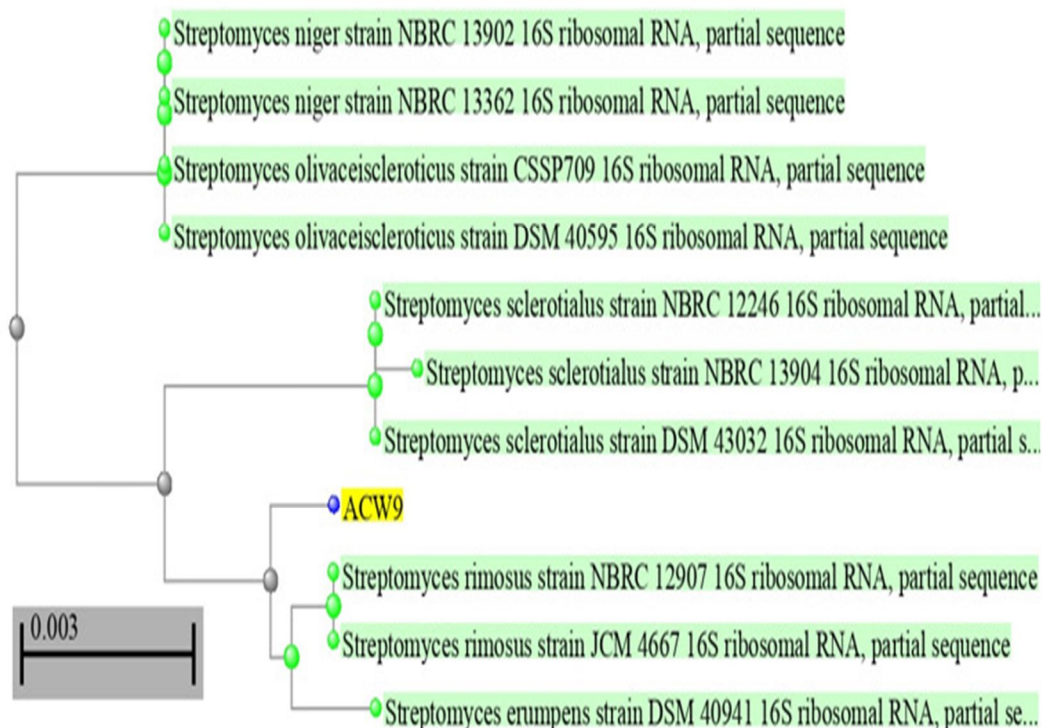 Streptomyces niger strain NBRC 13902 16S ribosomal RNA, partial sequence
Streptomyces niger strain NBRC 13362 16S ribosomal RNA, partial sequence
Streptomyces olivaceiscleroticus strain CSSP709 16S ribosomal RNA, partial sequence
Streptomyces olivaceiscleroticus strain DSM 40595 16S ribosomal RNA, partial sequence
Streptomyces sclerotialus strain NBRC 12246 16S ribosomal RNA, partial...
Streptomyces sclerotialus strain NBRC 13904 16S ribosomal RNA, p...
Streptomyces sclerotialus strain DSM 43032 16S ribosomal RNA, partial s...
ACW9
Streptomyces rimosus strain NBRC 12907 16S ribosomal RNA, partial sequence
0.003
Streptomyces rimosus strain JCM 4667 16S ribosomal RNA, partial sequence
Streptomyces erumpens strain DSM 40941 16S ribosomal RNA, partial se...